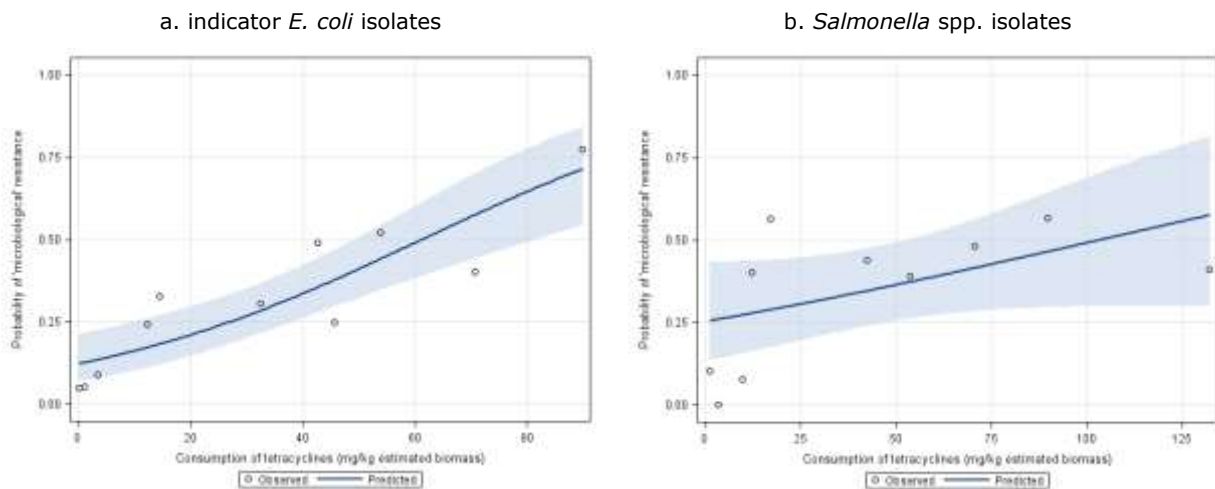 a. indicator E. coli isolates
b. Salmonella spp. isolates
Probability of 'microbiological' resistance
1.00
0.75
0.50
0.25
0.00
0
20
40
60
80
Consumption of tetracyclines (mg/kg estimated biomass)
Observed
Predicted
Probability of 'microbiological' resistance
1.00
0.75
0.50
0.25
0.00
0
25
50
75
100
125
Consumption of tetracyclines (mg/kg estimated biomass)
Observed
Predicted